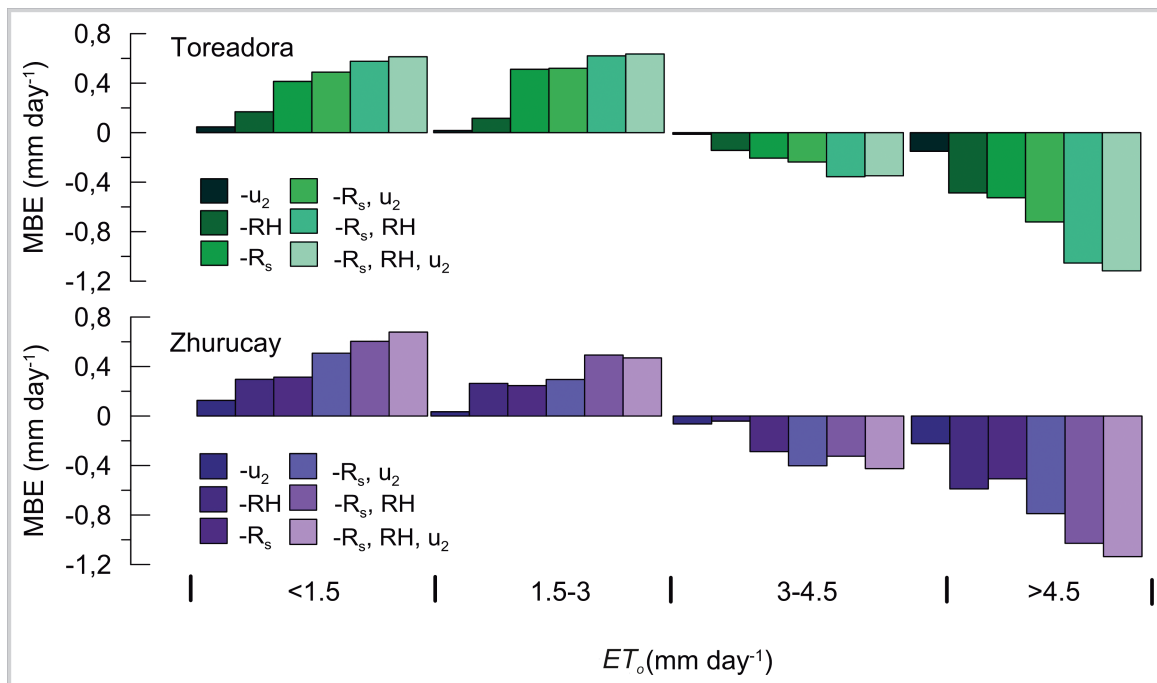 Toreadora
MBE (mm day⁻¹)
0,8
0,4
0
-0,4
-0,8
-1,2
-u₂
-RH
-Rₛ
-Rₛ, u₂
-Rₛ, RH
-Rₛ, RH, u₂
Zhurucay
MBE (mm day⁻¹)
0,8
0,4
0
-0,4
-0,8
-1,2
-u₂
-RH
-Rₛ
-Rₛ, u₂
-Rₛ, RH
-Rₛ, RH, u₂
<1.5 1.5-3 3-4.5 >4.5
ETₒ(mm day⁻¹)